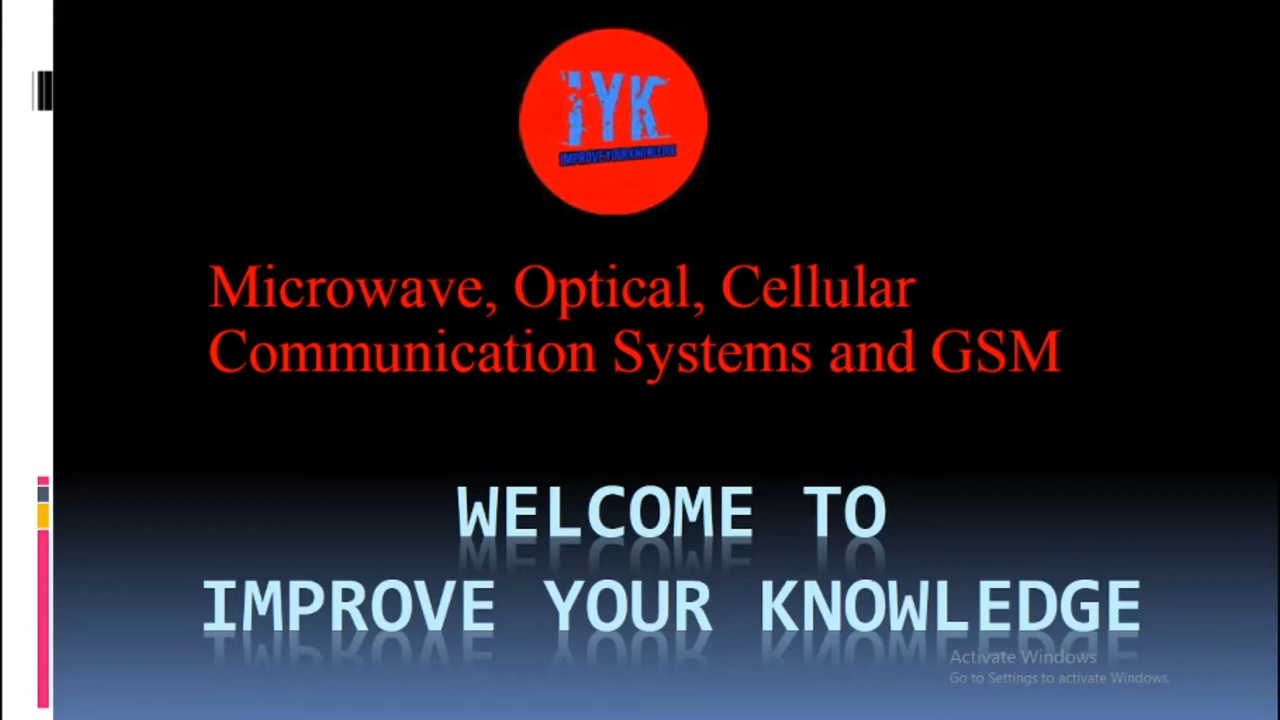 IYK
IMPROVE YOUR KNOWLEDGE
Microwave, Optical, Cellular
Communication Systems and GSM
WELCOME TO
IMPROVE YOUR KNOWLEDGE
Activate Windows
Go to Settings to activate Windows.